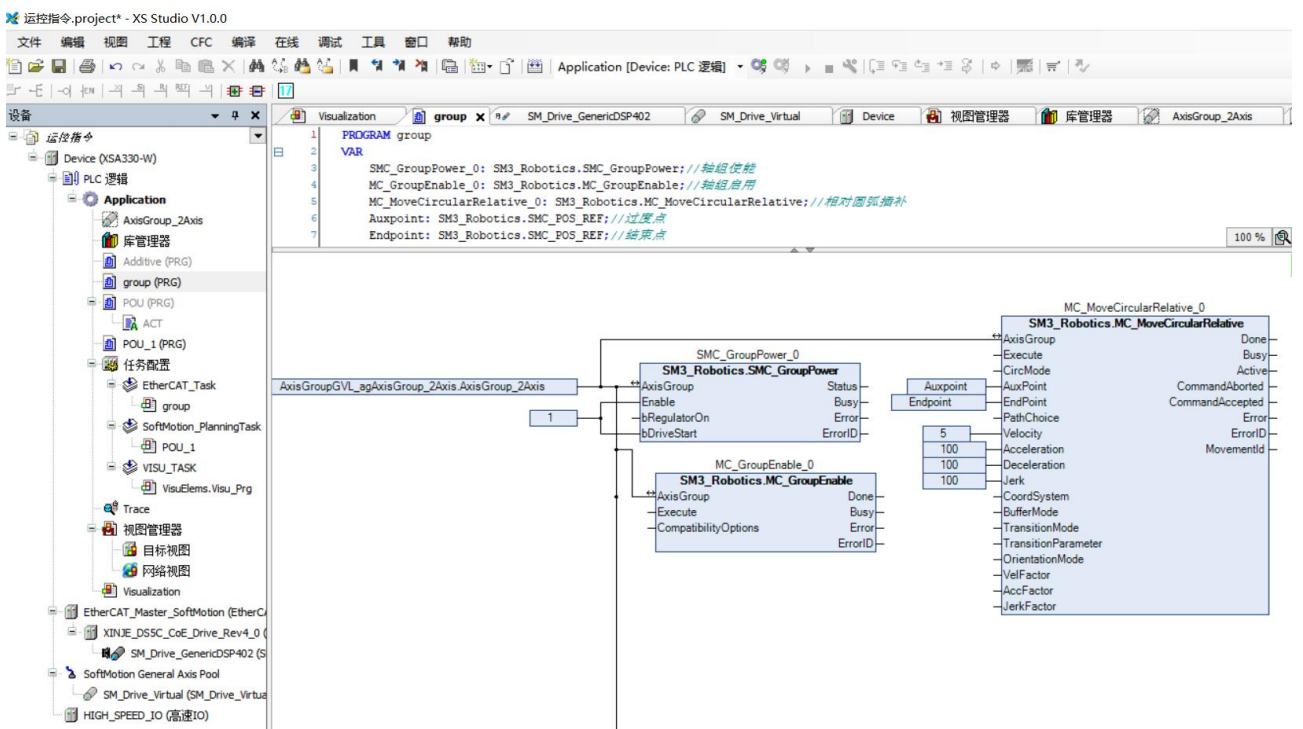 运控指令.project* - XS Studio V1.0.0
文件 编辑 视图 工程 CFC 编译 在线 调试 工具 窗口 帮助
Application [Device: PLC 逻辑]
设备
Visualization group SM_Drive_GenericDSP402 SM_Drive_Virtual Device 视图管理器 库管理器 AxisGroup_2Axis
运控指令
Device (XSA330-W)
PLC 逻辑
Application
AxisGroup_2Axis
库管理器
Additive (PRG)
group (PRG)
POU (PRG)
ACT
POU_1 (PRG)
任务配置
EtherCAT_Task
group
SoftMotion_PlanningTask
POU_1
VISU_TASK
VisuElems.Visu_Prg
Trace
视图管理器
目标视图
网络视图
Visualization
EtherCAT_Master_SoftMotion (EtherCA
XINJE_DS5C_CoE_Drive_Rev4_0 (
SM_Drive_GenericDSP402 (S
SoftMotion General Axis Pool
SM_Drive_Virtual (SM_Drive_Virtua
HIGH_SPEED_IO (高速IO)
1 PROGRAM group
2 VAR
3 SMC_GroupPower_0: SM3_Robotics.SMC_GroupPower;//轴组使能
4 MC_GroupEnable_0: SM3_Robotics.MC_GroupEnable;//轴组启用
5 MC_MoveCircularRelative_0: SM3_Robotics.MC_MoveCircularRelative;//相对圆弧插补
6 Auxpoint: SM3_Robotics.SMC_POS_REF;//过度点
7 Endpoint: SM3_Robotics.SMC_POS_REF;//结束点
100 %
AxisGroupGVL_agAxisGroup_2Axis.AxisGroup_2Axis
1
SMC_GroupPower_0
SM3_Robotics.SMC_GroupPower
AxisGroup Status
Enable Busy
bRegulatorOn Error
bDriveStart ErrorID
MC_GroupEnable_0
SM3_Robotics.MC_GroupEnable
AxisGroup Done
Execute Busy
CompatibilityOptions Error
ErrorID
MC_MoveCircularRelative_0
SM3_Robotics.MC_MoveCircularRelative
AxisGroup Done
Execute Busy
CircMode Active
Auxpoint AuxPoint CommandAborted
Endpoint EndPoint CommandAccepted
PathChoice Error
5 Velocity ErrorID
100 Acceleration MovementId
100 Deceleration
100 Jerk
CoordSystem
BufferMode
TransitionMode
TransitionParameter
OrientationMode
VelFactor
AccFactor
JerkFactor